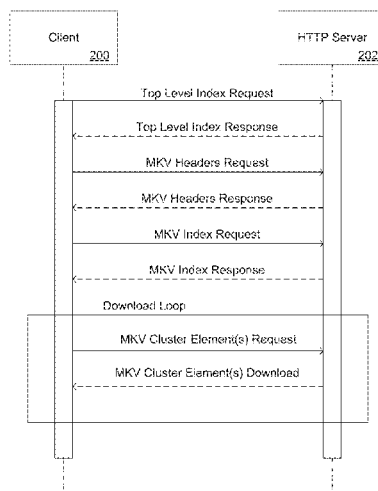 Client
200
HTTP Server
202
Top Level Index Request
Top Level Index Response
MKV Headers Request
MKV Headers Response
MKV Index Request
MKV Index Response
Download Loop
MKV Cluster Element(s) Request
MKV Cluster Element(s) Download